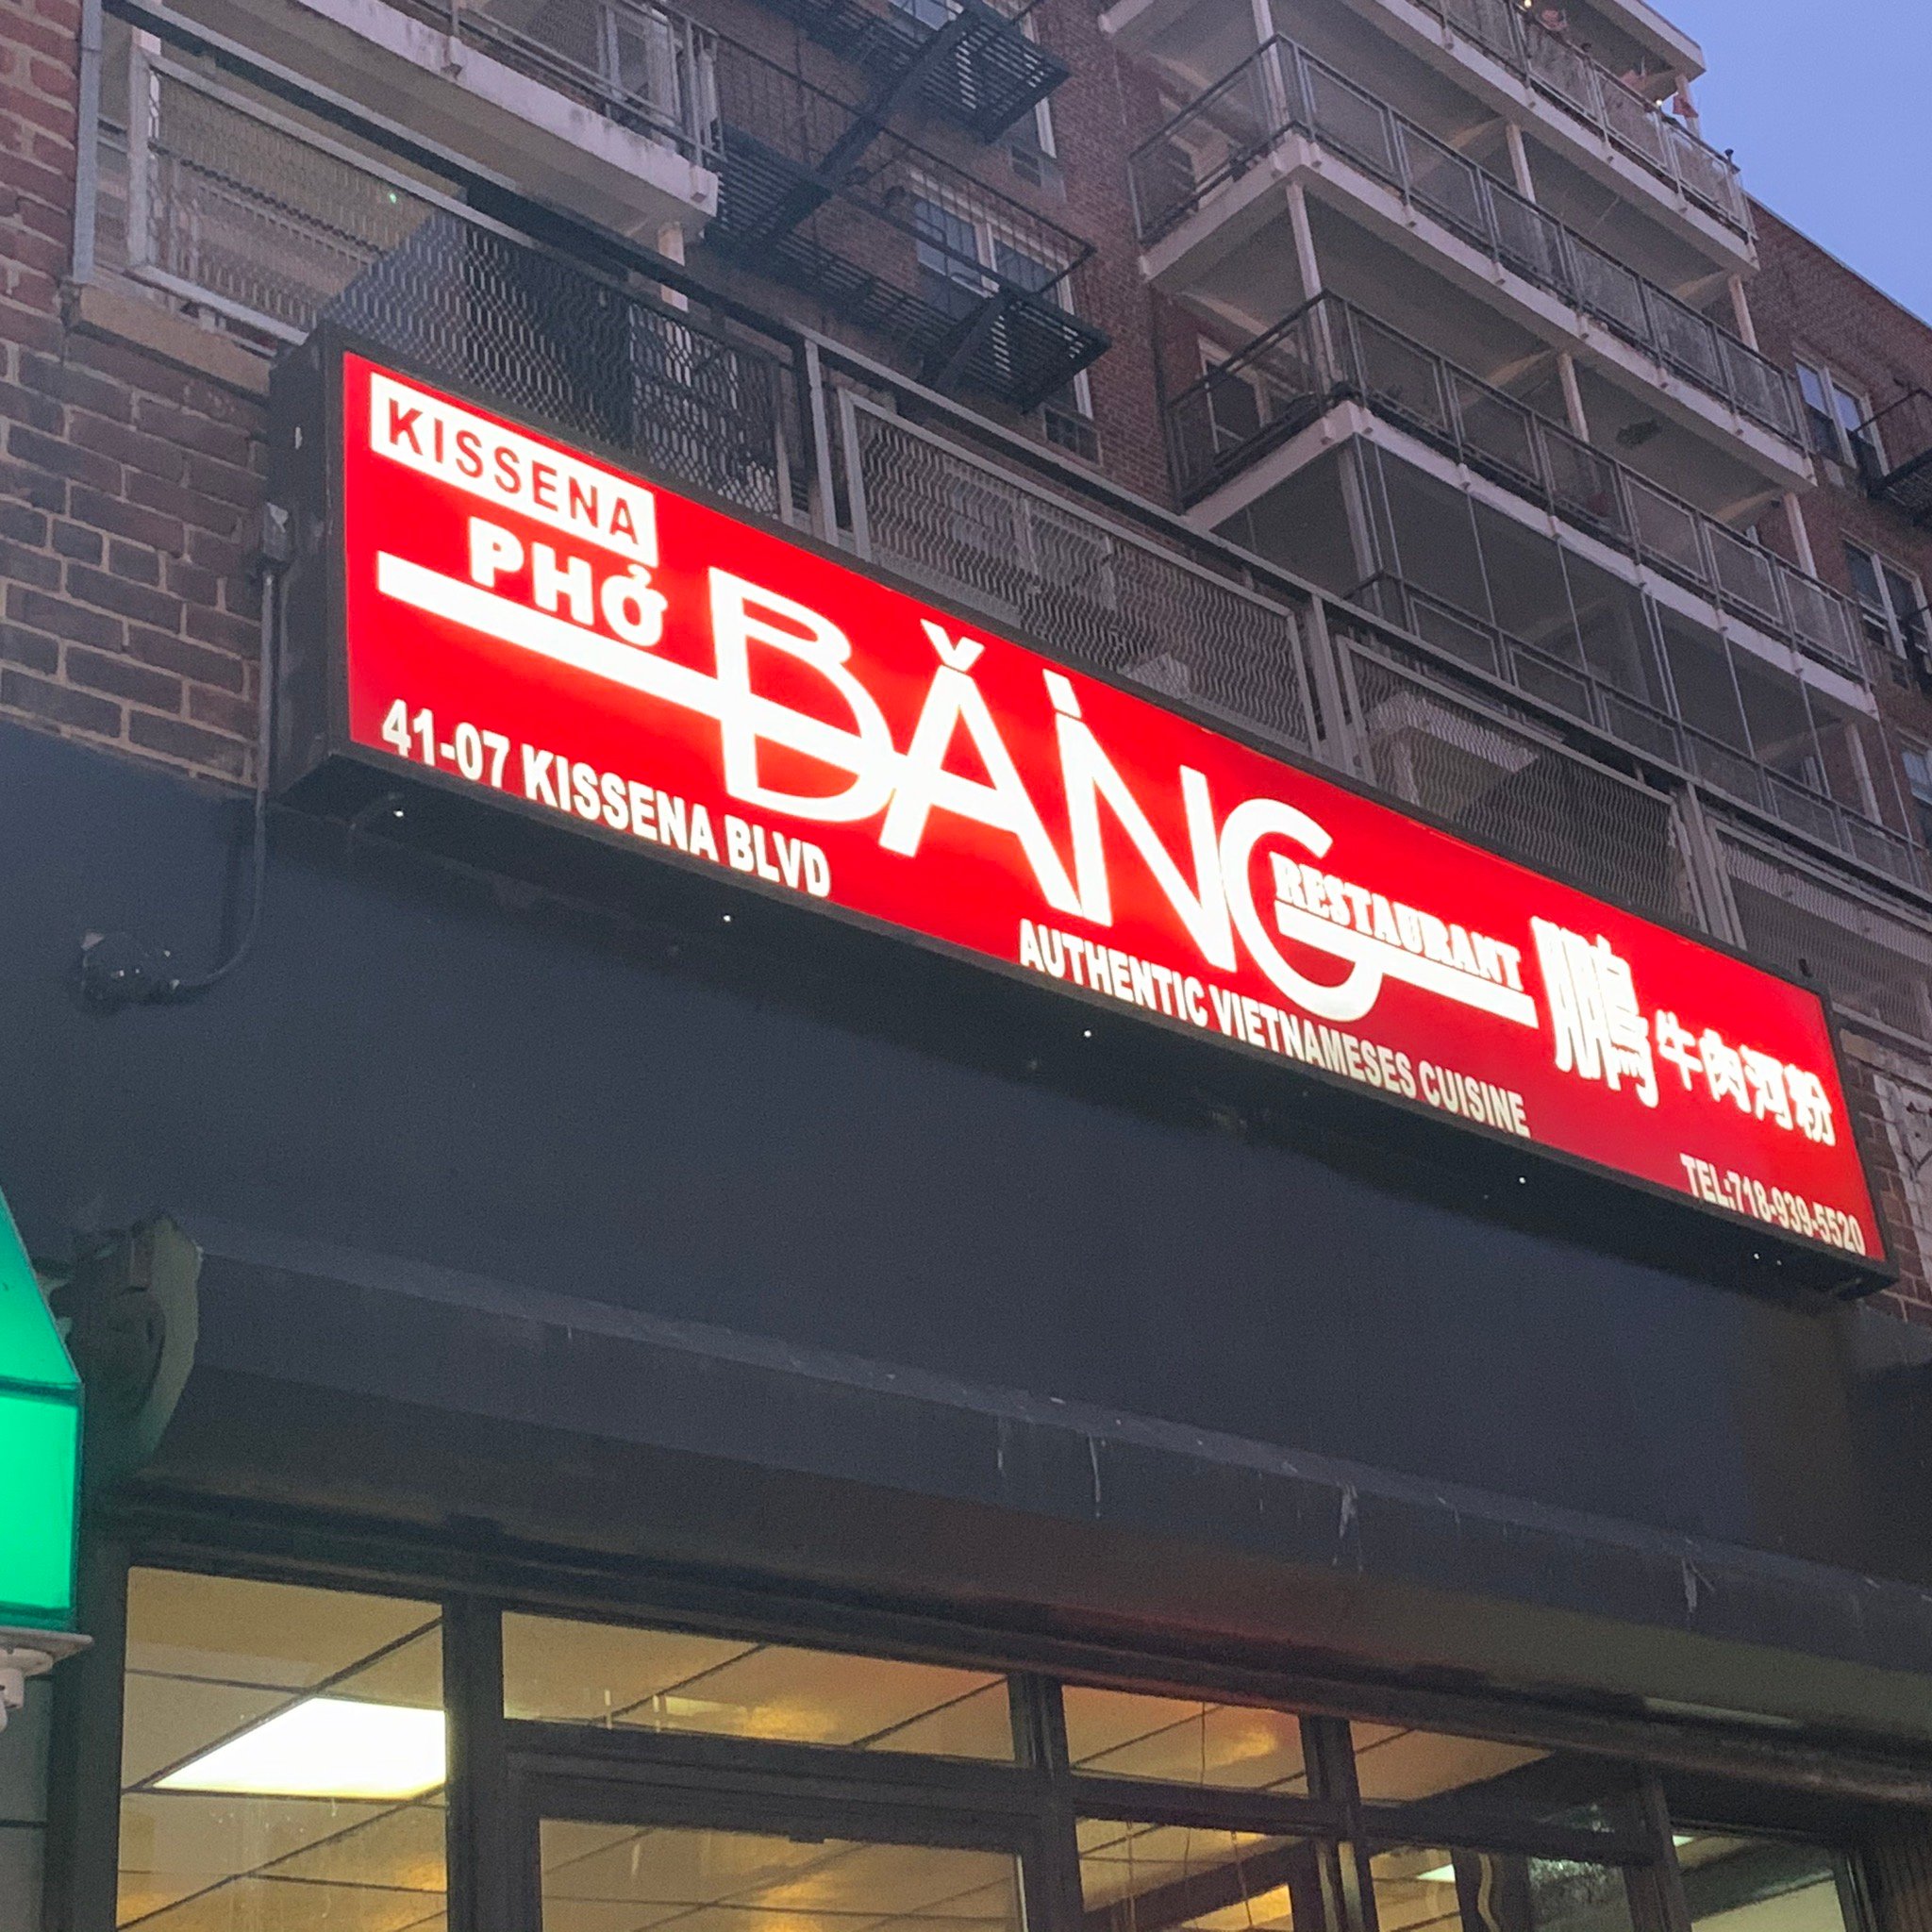 KISSENA
PHỞ BẰNG RESTAURANT
鵬 牛肉河粉
41-07 KISSENA BLVD
AUTHENTIC VIETNAMESES CUISINE
TEL:718-939-5520